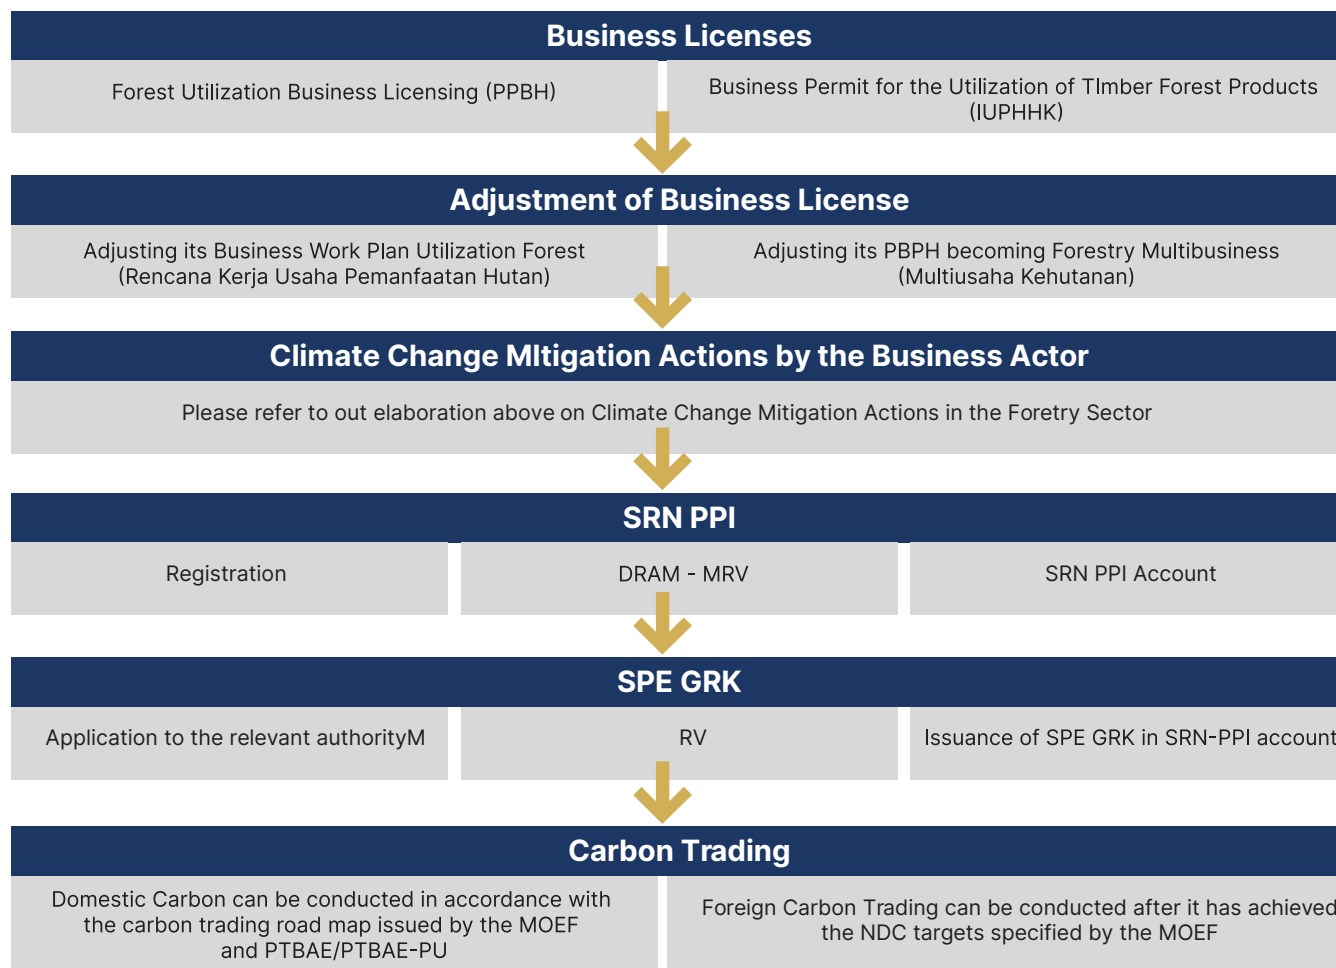 Business Licenses
Forest Utilization Business Licensing (PPBH)
Business Permit for the Utilization of TImber Forest Products
(IUPHHK)
Adjustment of Business License
Adjusting its Business Work Plan Utilization Forest
(Rencana Kerja Usaha Pemanfaatan Hutan)
Adjusting its PBPH becoming Forestry Multibusiness
(Multiusaha Kehutanan)
Climate Change MItigation Actions by the Business Actor
Please refer to out elaboration above on Climate Change Mitigation Actions in the Foretry Sector
SRN PPI
Registration
DRAM - MRV
SRN PPI Account
SPE GRK
Application to the relevant authorityM
RV
Issuance of SPE GRK in SRN-PPI account
Carbon Trading
Domestic Carbon can be conducted in accordance with
the carbon trading road map issued by the MOEF
and PTBAE/PTBAE-PU
Foreign Carbon Trading can be conducted after it has achieved
the NDC targets specified by the MOEF